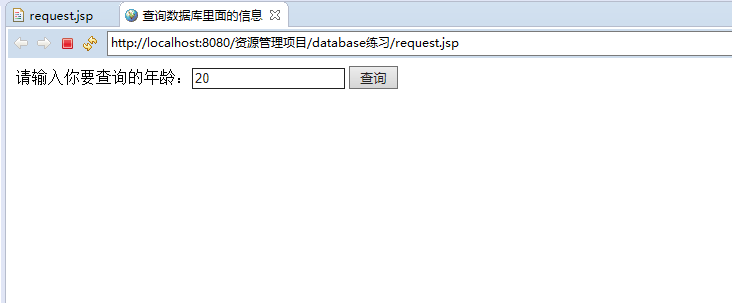 request.jsp 查询数据库里面的信息
http://localhost:8080/资源管理项目/database练习/request.jsp
请输入你要查询的年龄： 20 查询